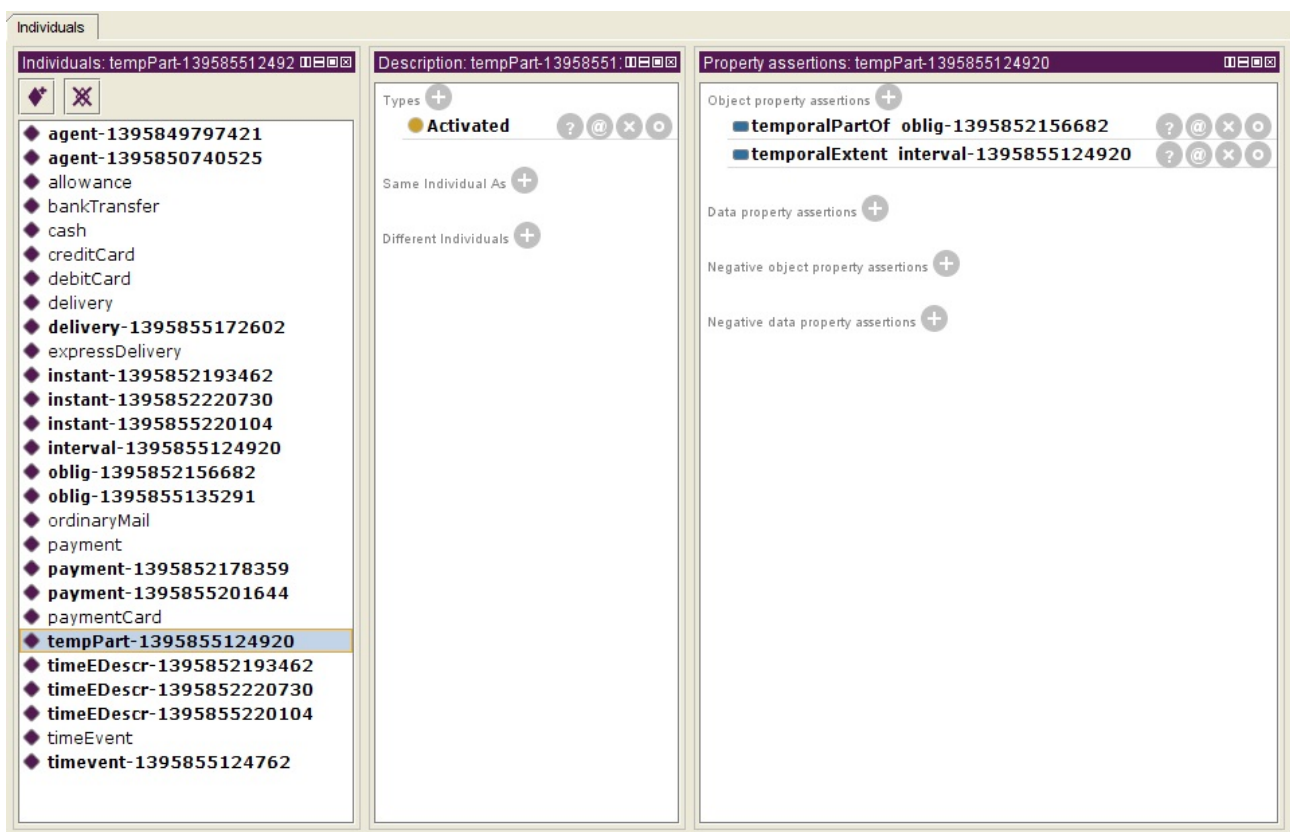 Individuals
Individuals: tempPart-139585512492
agent-1395849797421
agent-1395850740525
allowance
bankTransfer
cash
creditCard
debitCard
delivery
delivery-1395855172602
expressDelivery
instant-1395852193462
instant-1395852220730
instant-1395855220104
interval-1395855124920
oblig-1395852156682
oblig-1395855135291
ordinaryMail
payment
payment-1395852178359
payment-1395855201644
paymentCard
tempPart-1395855124920
timeEDescr-1395852193462
timeEDescr-1395852220730
timeEDescr-1395855220104
timeEvent
timevent-1395855124762
Description: tempPart-13958551:
Types
Activated
Same Individual As
Different Individuals
Property assertions: tempPart-1395855124920
Object property assertions
temporalPartOf oblig-1395852156682
temporalExtent interval-1395855124920
Data property assertions
Negative object property assertions
Negative data property assertions